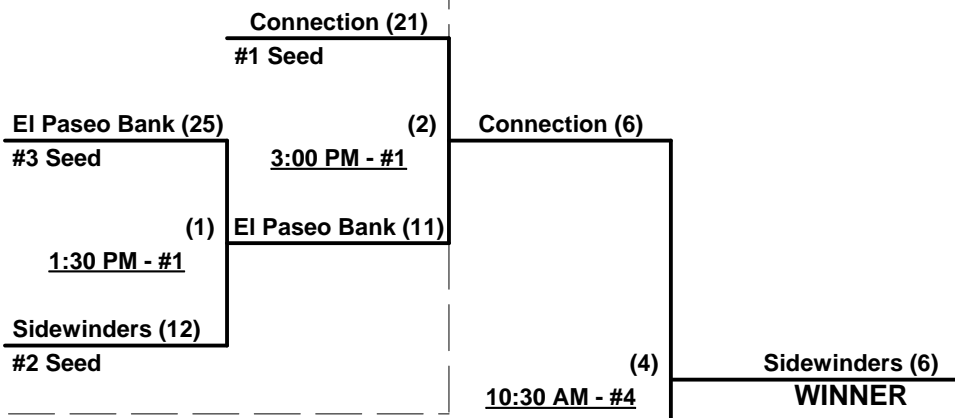 Connection (21)
#1 Seed
El Paseo Bank (25)
#3 Seed
(2)
3:00 PM - #1
Connection (6)
(1)
1:30 PM - #1
El Paseo Bank (11)
Sidewinders (12)
#2 Seed
(4)
10:30 AM - #4
Sidewinders (6)
WINNER